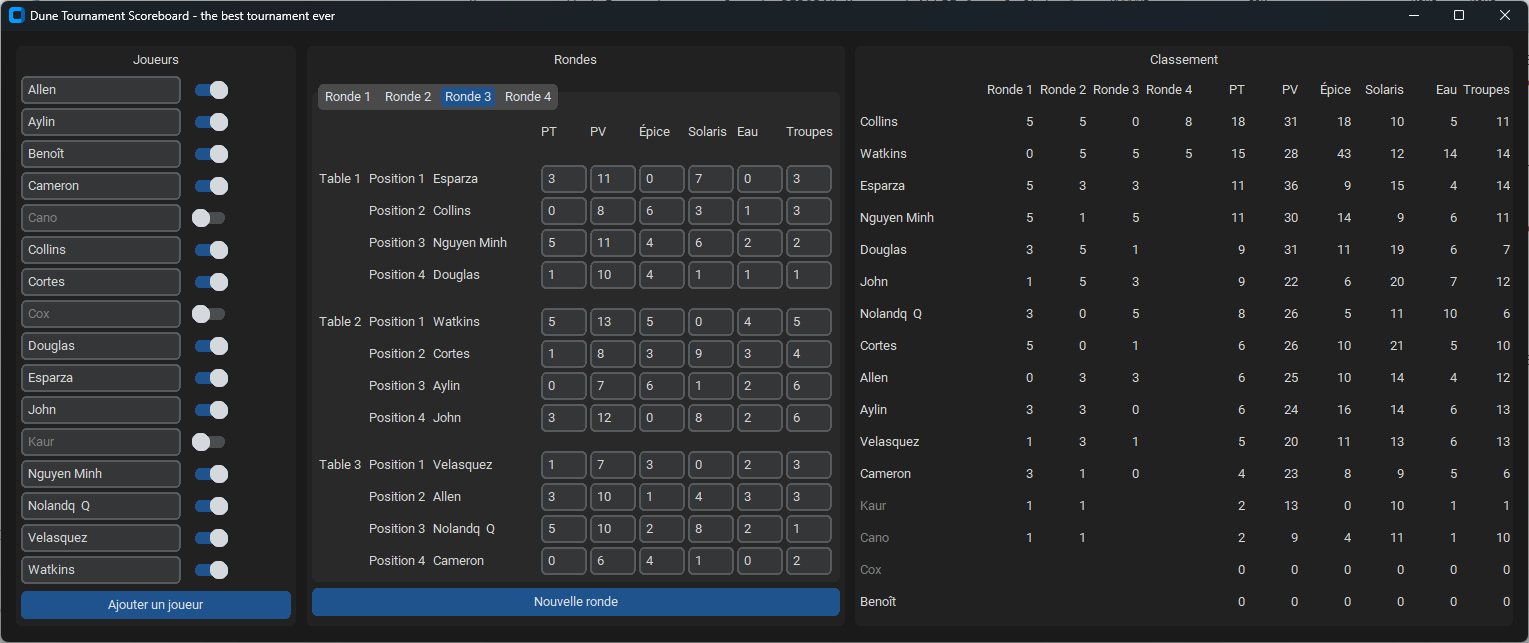 Dune Tournament Scoreboard - the best tournament ever
Joueurs
Allen
Aylin
Benoît
Cameron
Cano
Collins
Cortes
Cox
Douglas
Esparza
John
Kaur
Nguyen Minh
Nolandq Q
Velasquez
Watkins
Ajouter un joueur
Rondes
Ronde 1 Ronde 2 Ronde 3 Ronde 4
PT PV Épice Solaris Eau Troupes
Table 1 Position 1 Esparza 3 11 0 7 0 3
Position 2 Collins 0 8 6 3 1 3
Position 3 Nguyen Minh 5 11 4 6 2 2
Position 4 Douglas 1 10 4 1 1 1
Table 2 Position 1 Watkins 5 13 5 0 4 5
Position 2 Cortes 1 8 3 9 3 4
Position 3 Aylin 0 7 6 1 2 6
Position 4 John 3 12 0 8 2 6
Table 3 Position 1 Velasquez 1 7 3 0 2 3
Position 2 Allen 3 10 1 4 3 3
Position 3 Nolandq Q 5 10 2 8 2 1
Position 4 Cameron 0 6 4 1 0 2
Nouvelle ronde
Classement
Ronde 1 Ronde 2 Ronde 3 Ronde 4 PT PV Épice Solaris Eau Troupes
Collins 5 5 0 8 18 31 18 10 5 11
Watkins 0 5 5 5 15 28 43 12 14 14
Esparza 5 3 3 11 36 9 15 4 14
Nguyen Minh 5 1 5 11 30 14 9 6 11
Douglas 3 5 1 9 31 11 19 6 7
John 1 5 3 9 22 6 20 7 12
Nolandq Q 3 0 5 8 26 5 11 10 6
Cortes 5 0 1 6 26 10 21 5 10
Allen 0 3 3 6 25 10 14 4 12
Aylin 3 3 0 6 24 16 14 6 13
Velasquez 1 3 1 5 20 11 13 6 13
Cameron 3 1 0 4 23 8 9 5 6
Kaur 1 1 2 13 0 10 1 1
Cano 1 1 2 9 4 11 1 10
Cox 0 0 0 0 0 0
Benoît 0 0 0 0 0 0